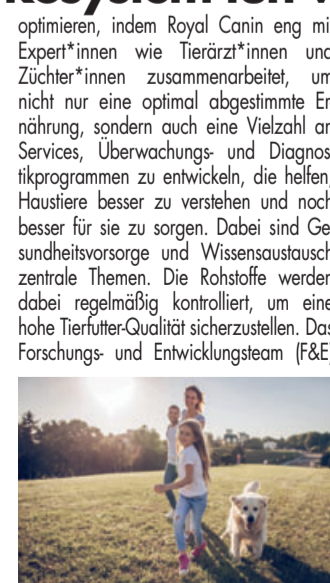 optimieren, indem Royal Canin eng mi
Expert*innen wie Tierärzt*innen und
Züchter*innen zusammenarbeitet, um
nicht nur eine optimal abgestimmte Er
nährung, sondern auch eine Vielzahl an
Services, Überwachungs- und Diagnos
tikprogrammen zu entwickeln, die helfen,
Haustiere besser zu verstehen und noch
besser für sie zu sorgen. Dabei sind Ge
sundheitsvorsorge und Wissensaustausch
zentrale Themen. Die Rohstoffe werden
dabei regelmäßig kontrolliert, um eine
hohe Tierfutter-Qualität sicherzustellen. Das
Forschungs- und Entwicklungsteam (F&E)